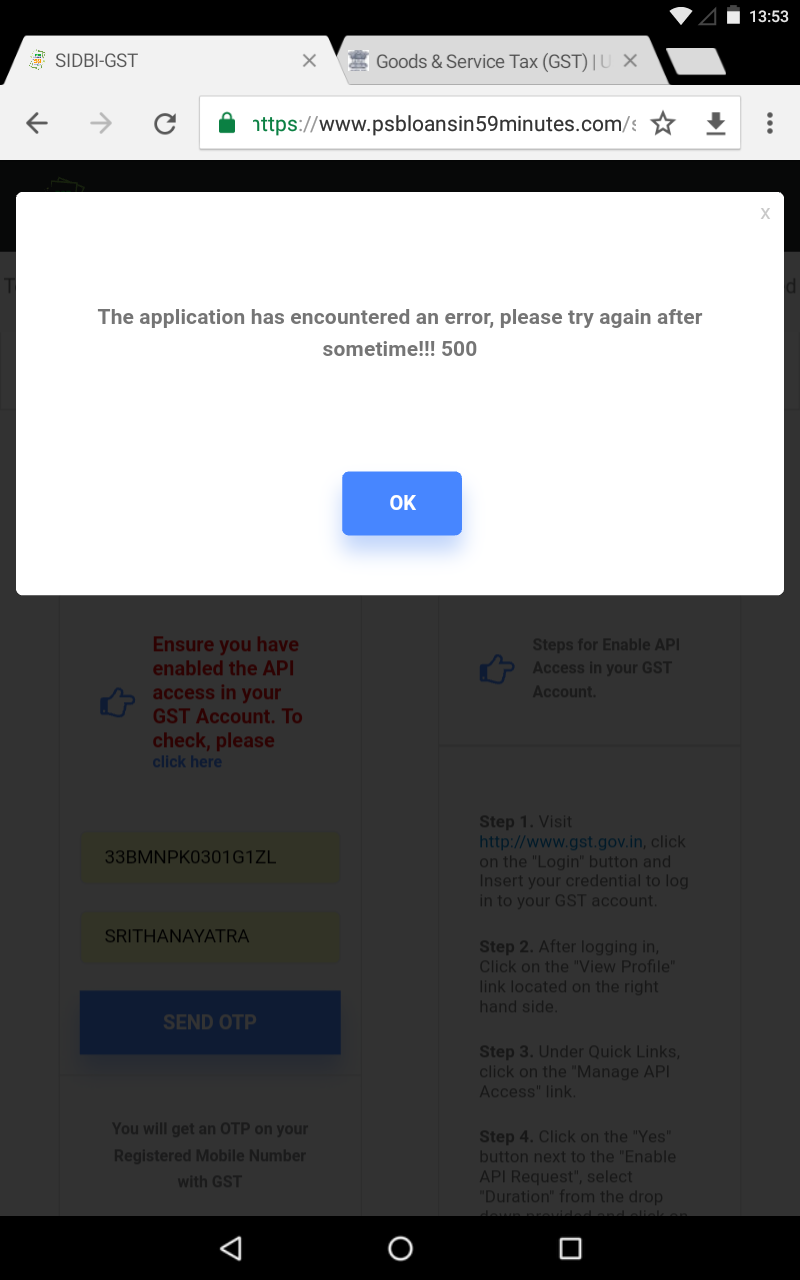 13:53
SIDBI-GST
Goods & Service Tax (GST) | U
https://www.psbloansin59minutes.com/s
x
The application has encountered an error, please try again after
sometime!!! 500
OK
Ensure you have
enabled the API
access in your
GST Account. To
check, please
click here
33BMNPK0301G1ZL
SRITHANAYATRA
SEND OTP
You will get an OTP on your
Registered Mobile Number
with GST
Steps for Enable API
Access in your GST
Account.
Step 1. Visit
http://www.gst.gov.in, click
on the "Login" button and
Insert your credential to log
in to your GST account.
Step 2. After logging in,
Click on the "View Profile"
link located on the right
hand side.
Step 3. Under Quick Links,
click on the "Manage API
Access" link.
Step 4. Click on the "Yes"
button next to the "Enable
API Request", select
"Duration" from the drop
down provided and click on